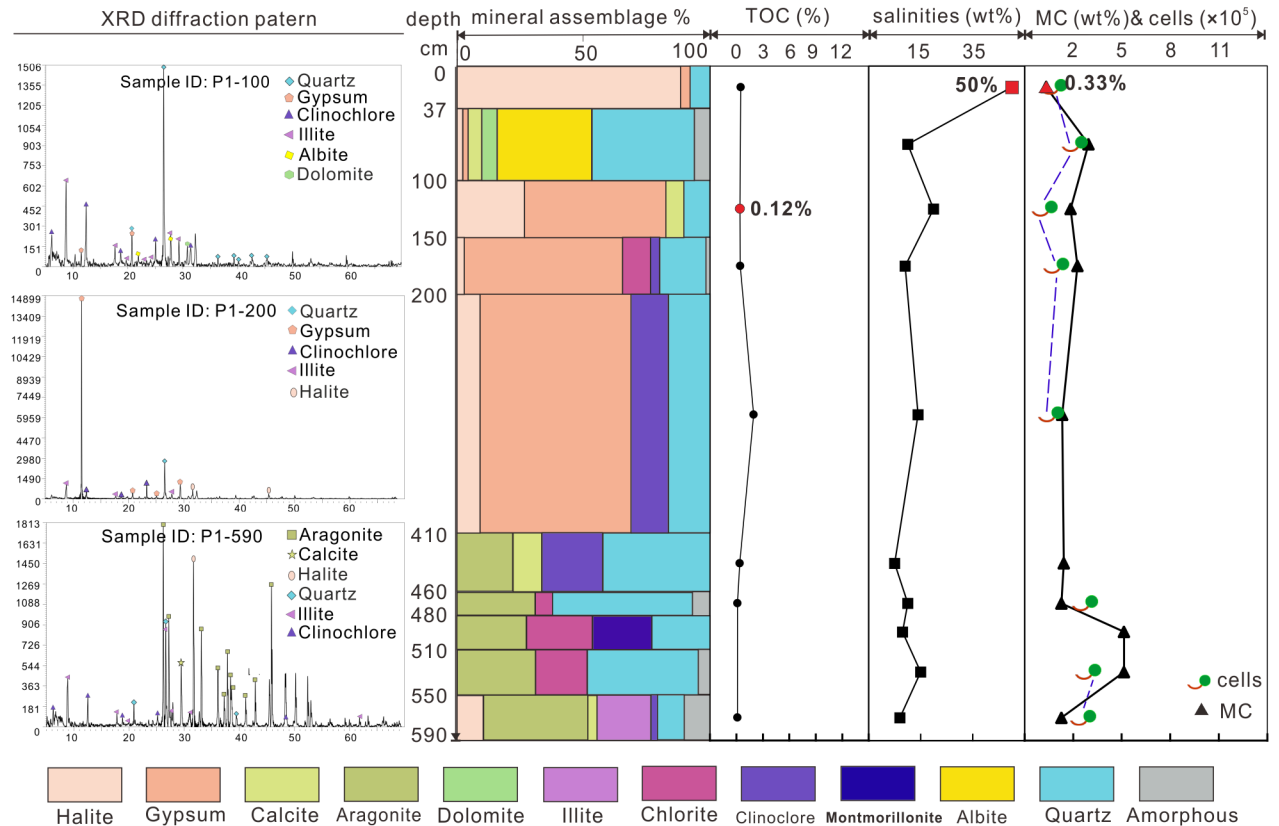 XRD diffraction patern
depth
cm
mineral assemblage %
0
50
100
TOC (%)
0 3 6 9 12
salinities (wt%)
15 35
MC (wt%)& cells (×10⁵)
2 5 8 11
Sample ID: P1-100
Quartz
Gypsum
Clinochlore
Illite
Albite
Dolomite
1506
1355
1205
1054
903
753
602
452
301
151
0
10 20 30 40 50 60
Sample ID: P1-200
Quartz
Gypsum
Clinochlore
Illite
Halite
14899
13409
11919
10429
8939
7449
5959
4470
2980
1490
0
10 20 30 40 50 60
Sample ID: P1-590
Aragonite
Calcite
Halite
Quartz
Illite
Clinochlore
1813
1631
1450
1269
1088
906
726
544
363
181
0
10 20 30 40 50 60
0
37
100
150
200
410
460
480
510
550
590
0.12%
50%
0.33%
cells
MC
Halite
Gypsum
Calcite
Aragonite
Dolomite
Illite
Chlorite
Clinoclore
Montmorillonite
Albite
Quartz
Amorphous